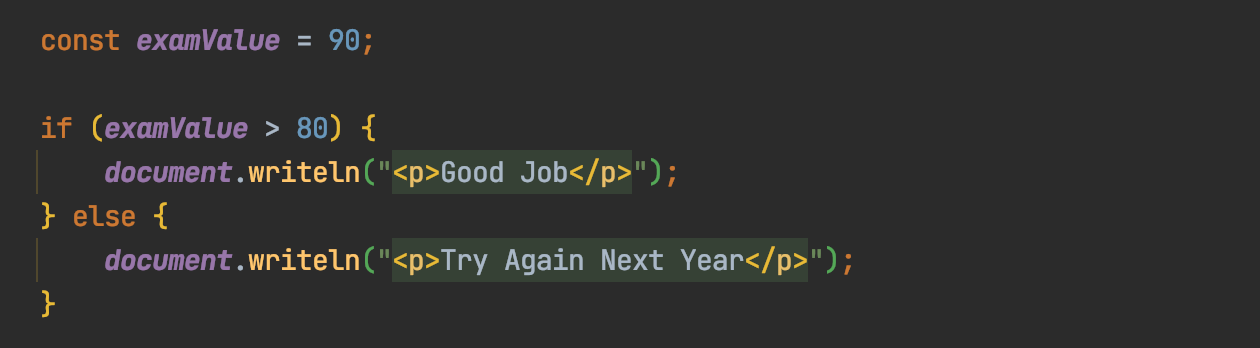 const examValue = 90;
if (examValue > 80) {
    document.writeln("<p>Good Job</p>");
} else {
    document.writeln("<p>Try Again Next Year</p>");
}